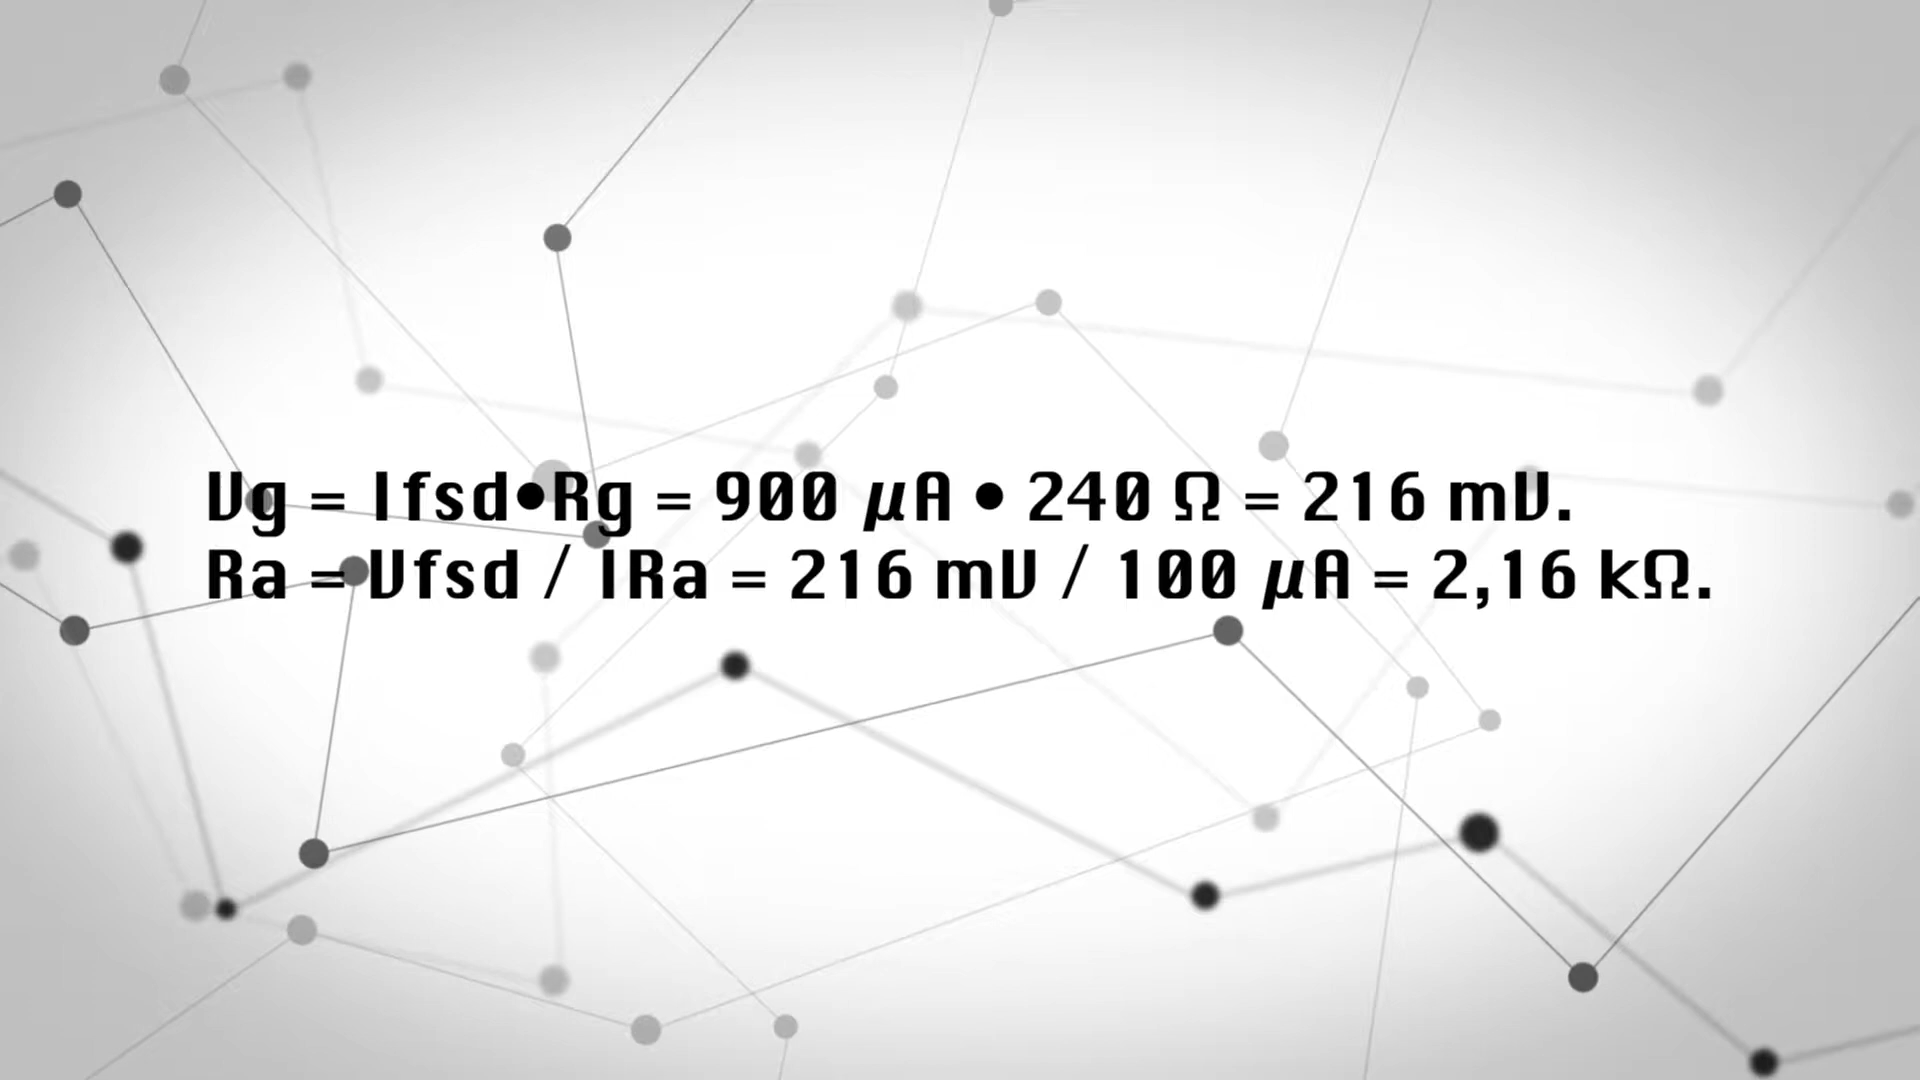 Vg = Ifsd•Rg = 900 µA • 240 Ω = 216 mV.
Ra = Vfsd / IRa = 216 mV / 100 µA = 2,16 kΩ.